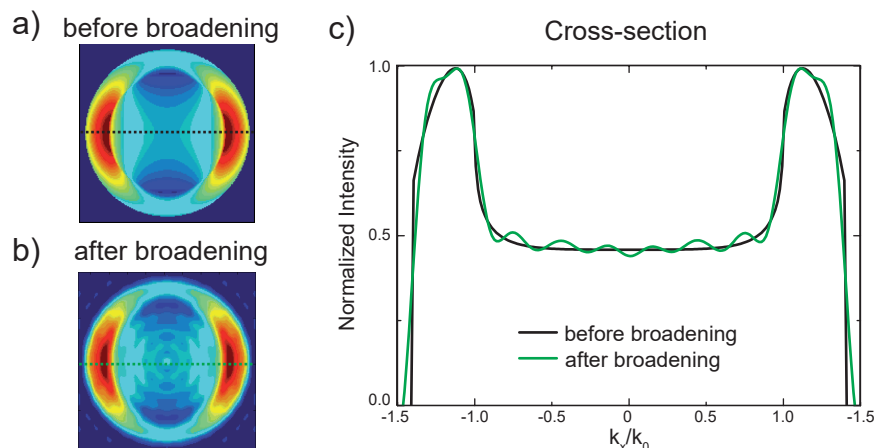 a)
before broadening
b)
after broadening
c)
Cross-section
Normalized Intensity
1.0
0.5
0.0
before broadening
after broadening
-1.5
-1.0
-0.5
0
0.5
1.0
-1.5
kx/k0